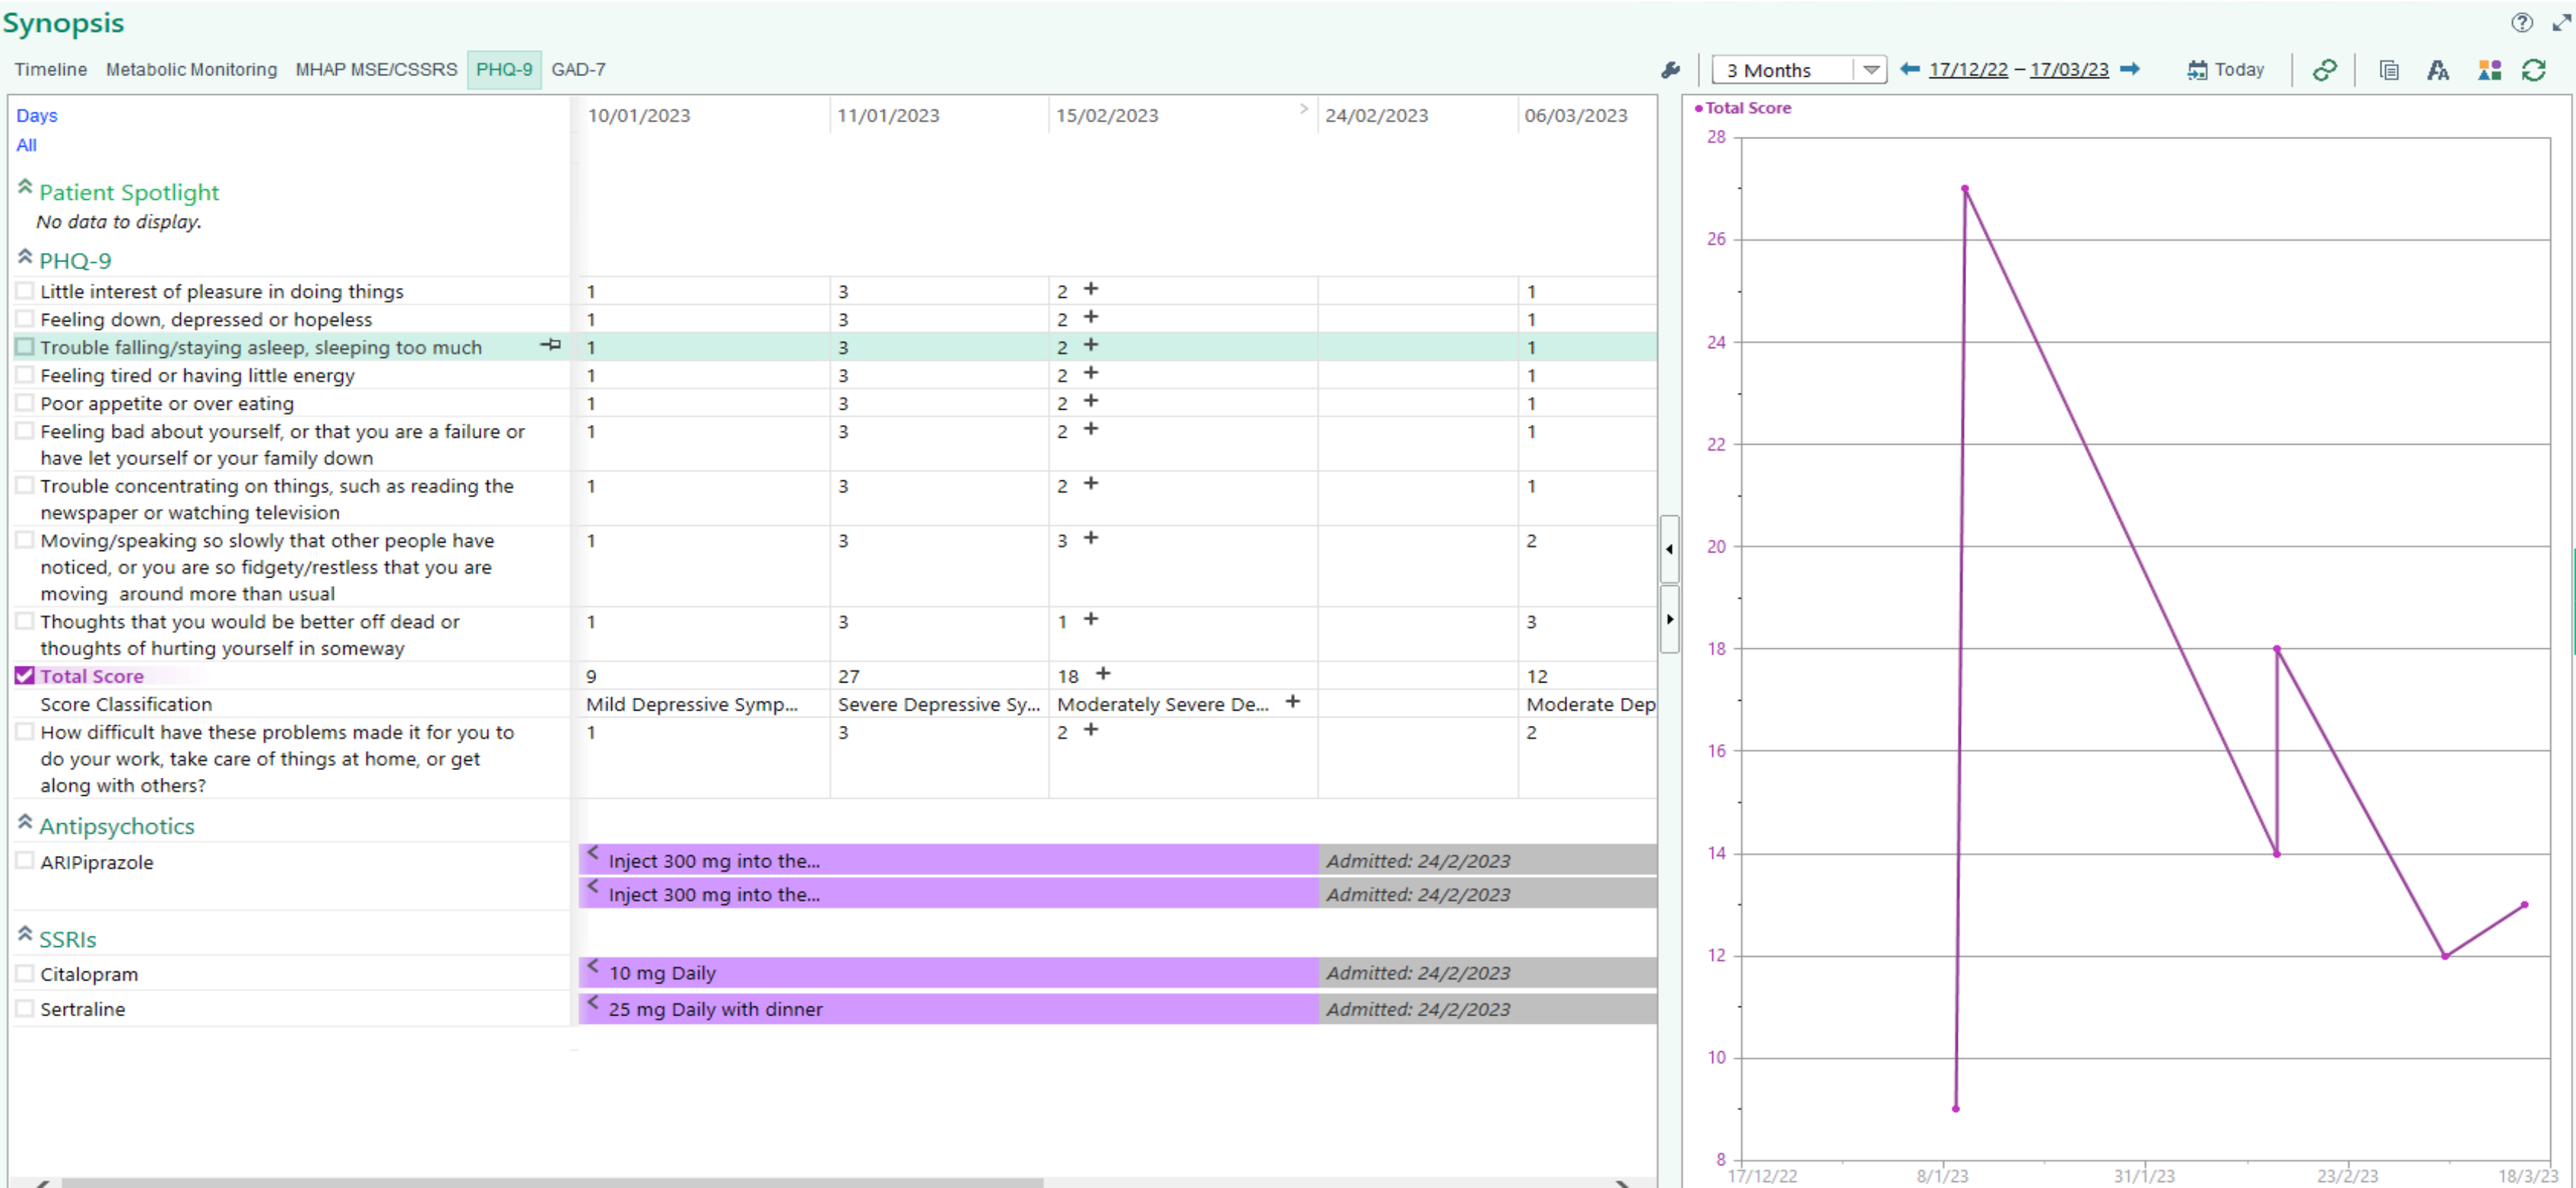 Synopsis
Timeline Metabolic Monitoring MHAP MSE/CSSRS PHQ-9 GAD-7
3 Months 17/12/22 – 17/03/23 Today
Days 10/01/2023 11/01/2023 15/02/2023 > 24/02/2023 06/03/2023
All
Patient Spotlight
No data to display.
PHQ-9
Little interest of pleasure in doing things 1 3 2 + 1
Feeling down, depressed or hopeless 1 3 2 + 1
Trouble falling/staying asleep, sleeping too much 1 3 2 + 1
Feeling tired or having little energy 1 3 2 + 1
Poor appetite or over eating 1 3 2 + 1
Feeling bad about yourself, or that you are a failure or 1 3 2 + 1
have let yourself or your family down
Trouble concentrating on things, such as reading the 1 3 2 + 1
newspaper or watching television
Moving/speaking so slowly that other people have 1 3 3 + 2
noticed, or you are so fidgety/restless that you are
moving around more than usual
Thoughts that you would be better off dead or 1 3 1 + 3
thoughts of hurting yourself in someway
Total Score 9 27 18 + 12
Score Classification Mild Depressive Symp... Severe Depressive Sy... Moderately Severe De... + Moderate Dep
How difficult have these problems made it for you to 1 3 2 + 2
do your work, take care of things at home, or get
along with others?
Antipsychotics
ARIPiprazole < Inject 300 mg into the... Admitted: 24/2/2023
< Inject 300 mg into the... Admitted: 24/2/2023
SSRIs
Citalopram < 10 mg Daily Admitted: 24/2/2023
Sertraline < 25 mg Daily with dinner Admitted: 24/2/2023
Total Score
28
26
24
22
20
18
16
14
12
10
8
17/12/22 8/1/23 31/1/23 23/2/23 18/3/23